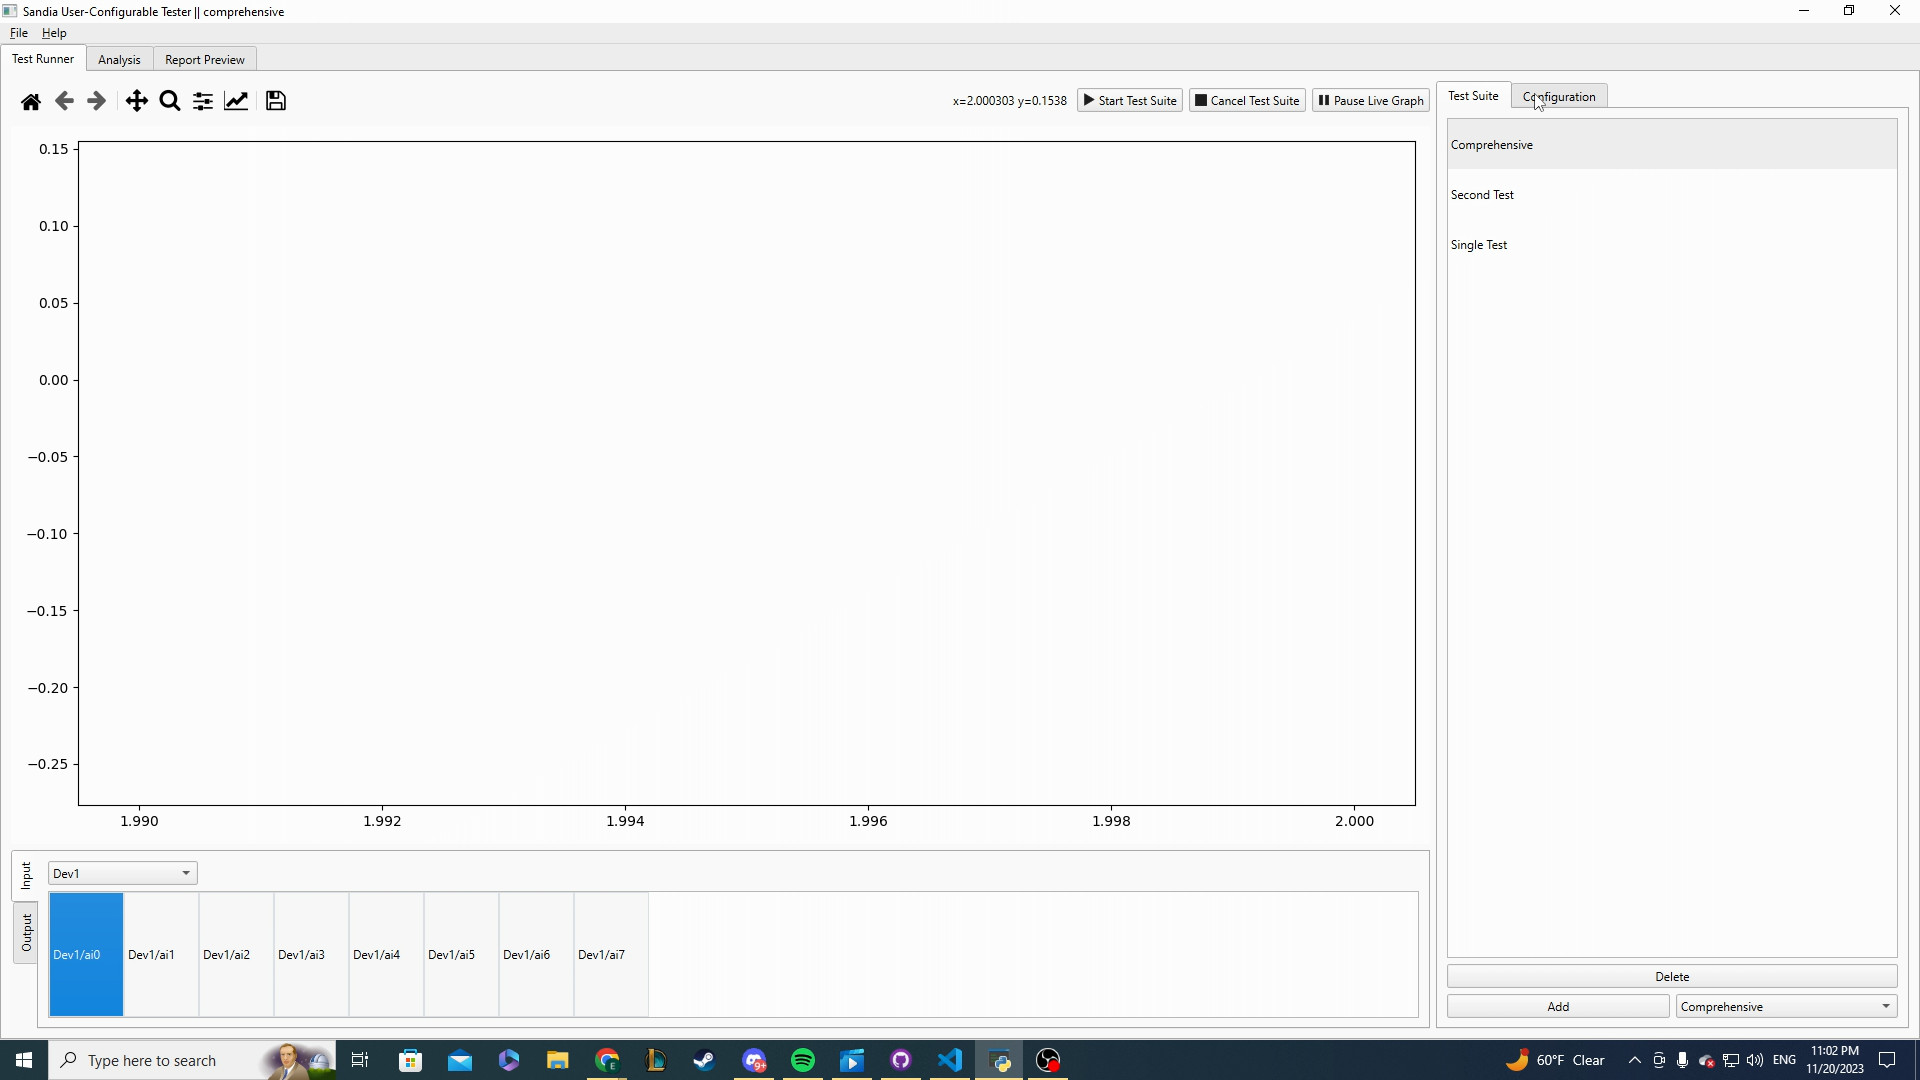 Sandia User-Configurable Tester || comprehensive
File Help
Test Runner Analysis Report Preview
x=2.000303 y=0.1538 Start Test Suite Cancel Test Suite Pause Live Graph
Test Suite Configuration
Comprehensive
Second Test
Single Test
0.15
0.10
0.05
0.00
−0.05
−0.10
−0.15
−0.20
−0.25
1.990 1.992 1.994 1.996 1.998 2.000
Input
Output
Dev1
Dev1/ai0 Dev1/ai1 Dev1/ai2 Dev1/ai3 Dev1/ai4 Dev1/ai5 Dev1/ai6 Dev1/ai7
Delete
Add Comprehensive
Type here to search
9+
60°F Clear
ENG
11:02 PM
11/20/2023